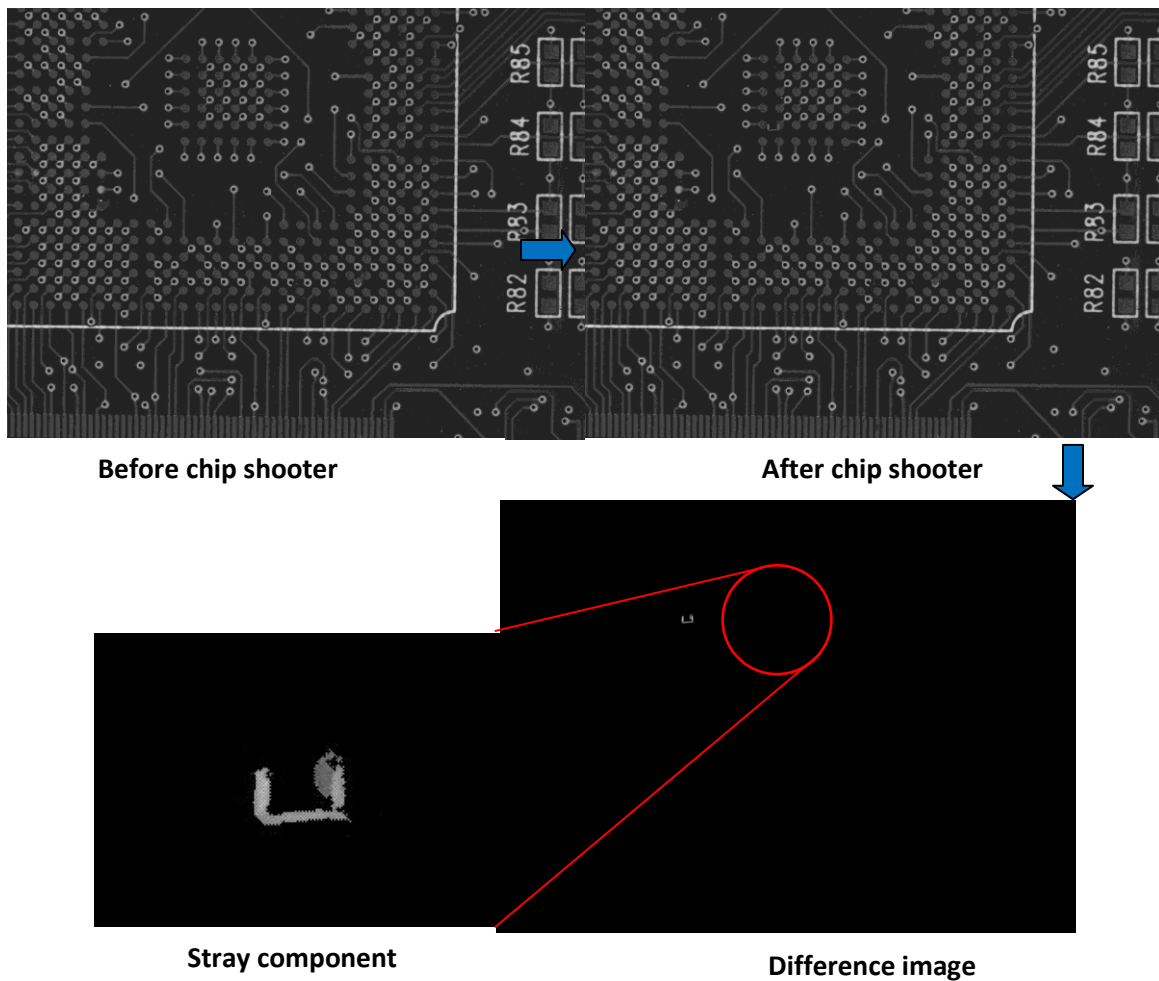 R85
R84
R83
R82
R85
R84
R83
R82
Before chip shooter
After chip shooter
Stray component
Difference image